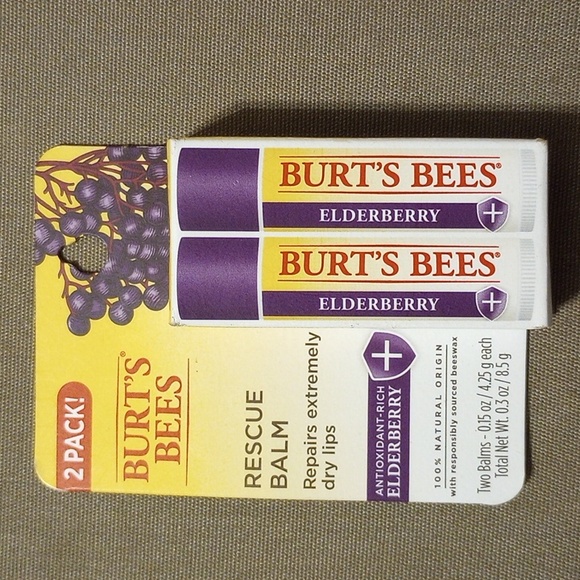 BURT'S BEES®
ELDERBERRY
BURT'S BEES®
ELDERBERRY
2 PACK!
BURT'S®
BEES
RESCUE
BALM
Repairs extremely
dry lips
ANTIOXIDANT-RICH
ELDERBERRY
100% NATURAL ORIGIN
with responsibly sourced beeswax
Two Balms - 0.15 oz / 4.25 g each
Total Net Wt. 0.3 oz / 8.5 g